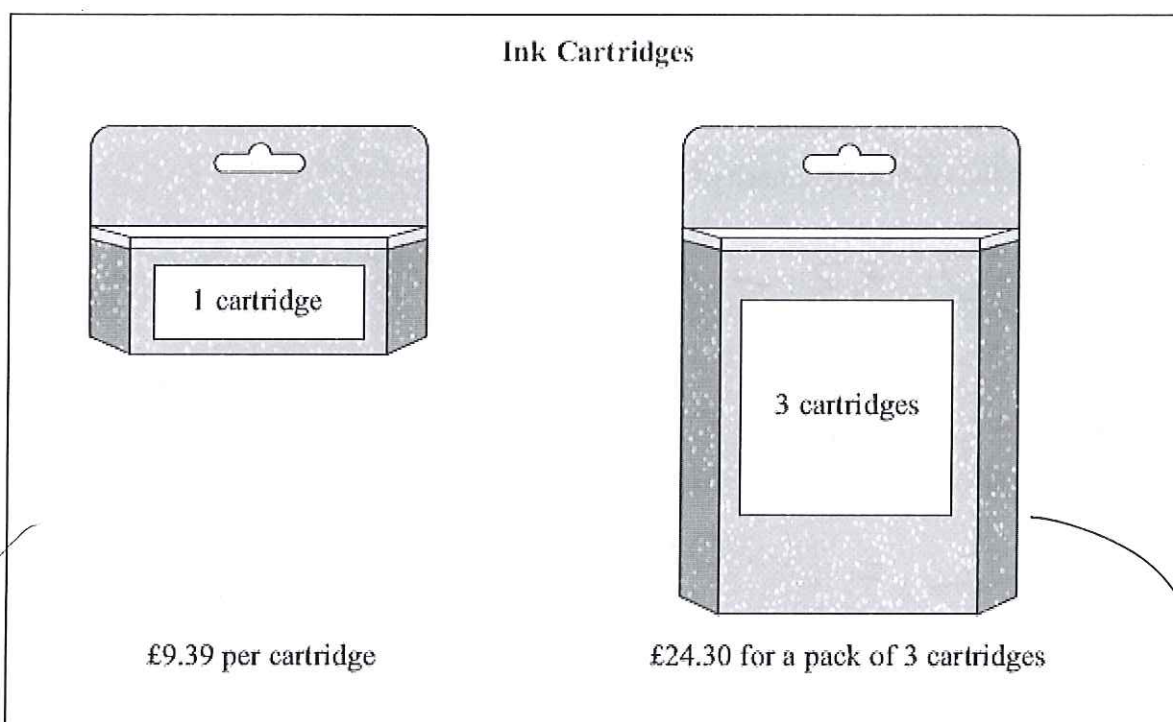 Ink Cartridges
1 cartridge
3 cartridges
£9.39 per cartridge
£24.30 for a pack of 3 cartridges